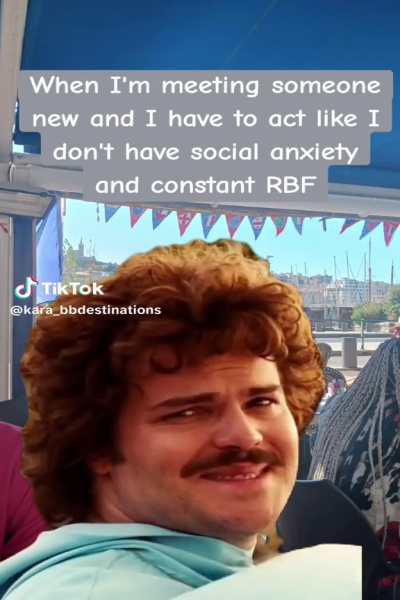 When I'm meeting someone
new and I have to act like I
don't have social anxiety
and constant RBF
TikTok
@kara_bbdestinations